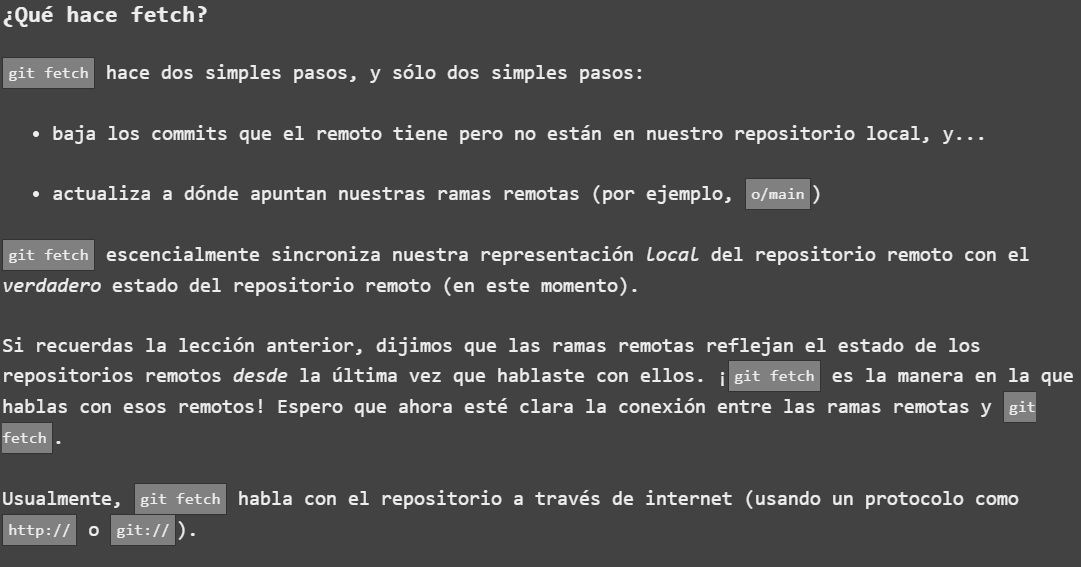 ¿Qué hace fetch?
git fetch hace dos simples pasos, y sólo dos simples pasos:
• baja los commits que el remoto tiene pero no están en nuestro repositorio local, y...
• actualiza a dónde apuntan nuestras ramas remotas (por ejemplo, o/main)
git fetch escencialmente sincroniza nuestra representación local del repositorio remoto con el
verdadero estado del repositorio remoto (en este momento).
Si recuerdas la lección anterior, dijimos que las ramas remotas reflejan el estado de los
repositorios remotos desde la última vez que hablaste con ellos. ¡git fetch es la manera en la que
hablas con esos remotos! Espero que ahora esté clara la conexión entre las ramas remotas y git
fetch.
Usualmente, git fetch habla con el repositorio a través de internet (usando un protocolo como
http:// o git://).